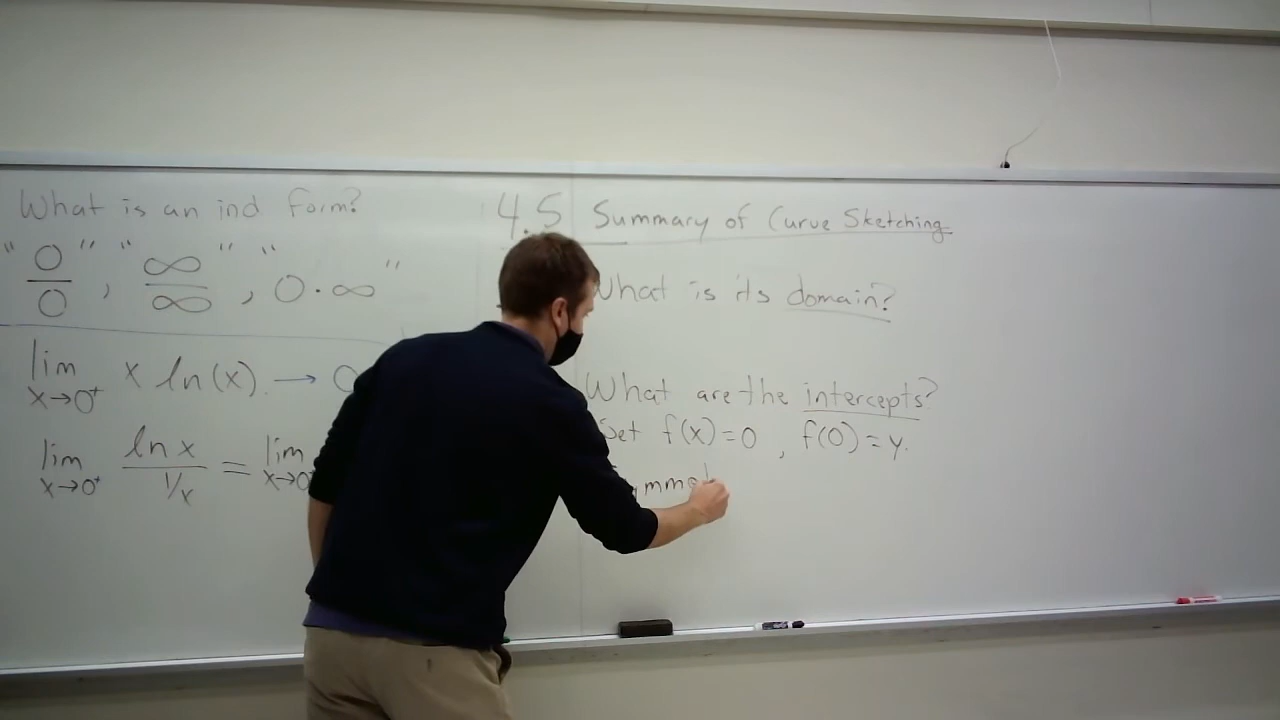 What is an ind form?
"0/0", "∞/∞", "0·∞"
lim x→0⁺ x ln(x) → 0
lim x→0⁺ ln x / 1/x = lim x→0⁺
4.5 Summary of Curve Sketching
What is its domain?
What are the intercepts?
Set f(x)=0, f(0)=y.